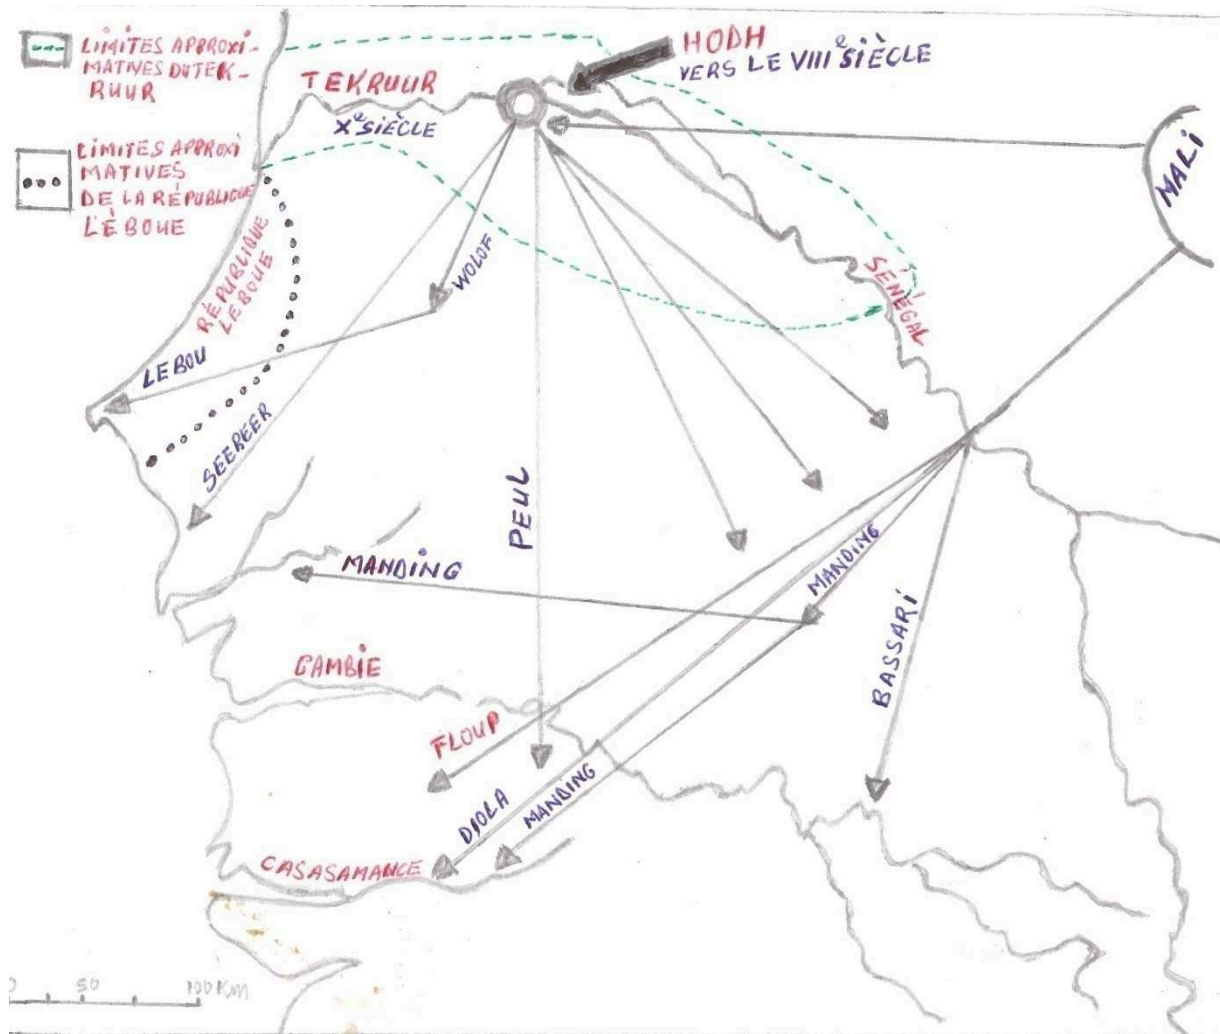 LIMITES APPROXI-
MATIVES DU TEK-
RUUR
LIMITES APPROXI
MATIVES
DE LA RÉPUBLIQUE
LÈBOUE
TEKRUUR
Xe SIÈCLE
HODH
VERS LE VIIIe SIÈCLE
MALI
SÉNÉGAL
WOLOF
RÉPUBLIQUE
LEBOUE
LEBOU
SEEREER
PEUL
MANDING
MANDING
BASSARI
GAMBIE
FLOUP
DIOLA
MANDING
CASASAMANCE
0 50 100 Km